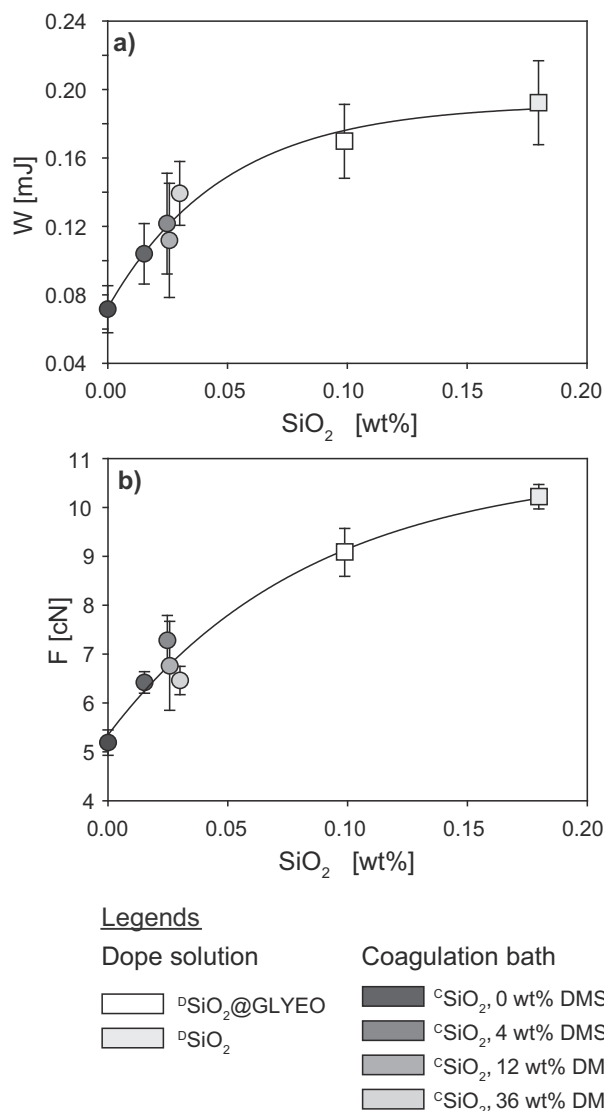 a)
0.24
0.20
0.16
0.12
0.08
0.04
W [mJ]
0.00 0.05 0.10 0.15 0.20
SiO₂ [wt%]
b)
11
10
9
8
7
6
5
4
F [cN]
0.00 0.05 0.10 0.15 0.20
SiO₂ [wt%]
Legends
Dope solution
ᴰSiO₂@GLYEO
ᴰSiO₂
Coagulation bath
ᶜSiO₂, 0 wt% DMS
ᶜSiO₂, 4 wt% DMS
ᶜSiO₂, 12 wt% DM
ᶜSiO₂, 36 wt% DM